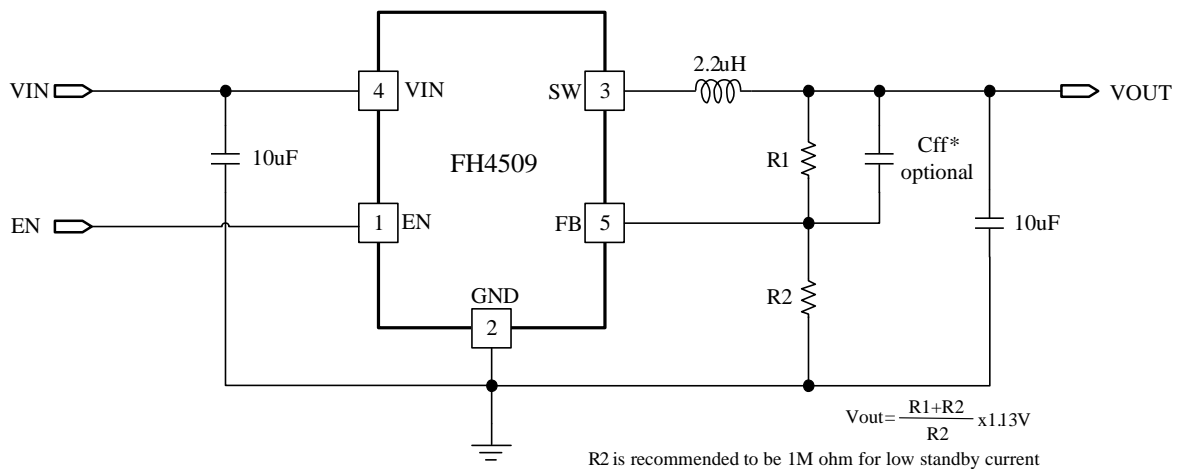 2.2uH
VIN
4
VIN
SW
3
VOUT
10uF
FH4509
R1
Cff*
optional
EN
1
EN
FB
5
10uF
GND
2
R2
Vout= R1+R2
R2
x1.13V
R2 is recommended to be 1M ohm for low standby current